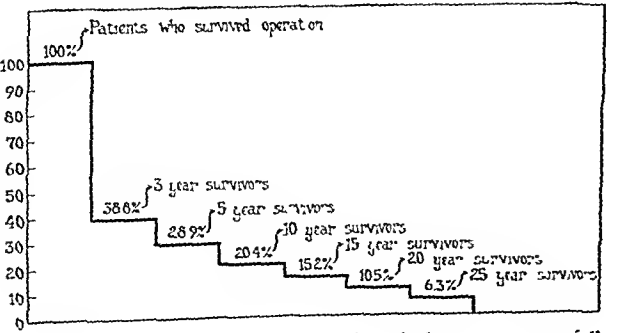 Patients who survived operation
100%
100
90
80
70
60
50
40
30
20
10
0
3 year survivors
38.8%
5 year survivors
28.9%
10 year survivors
20.4%
15 year survivors
15.2%
20 year survivors
10.5%
25 year survivors
6.3%